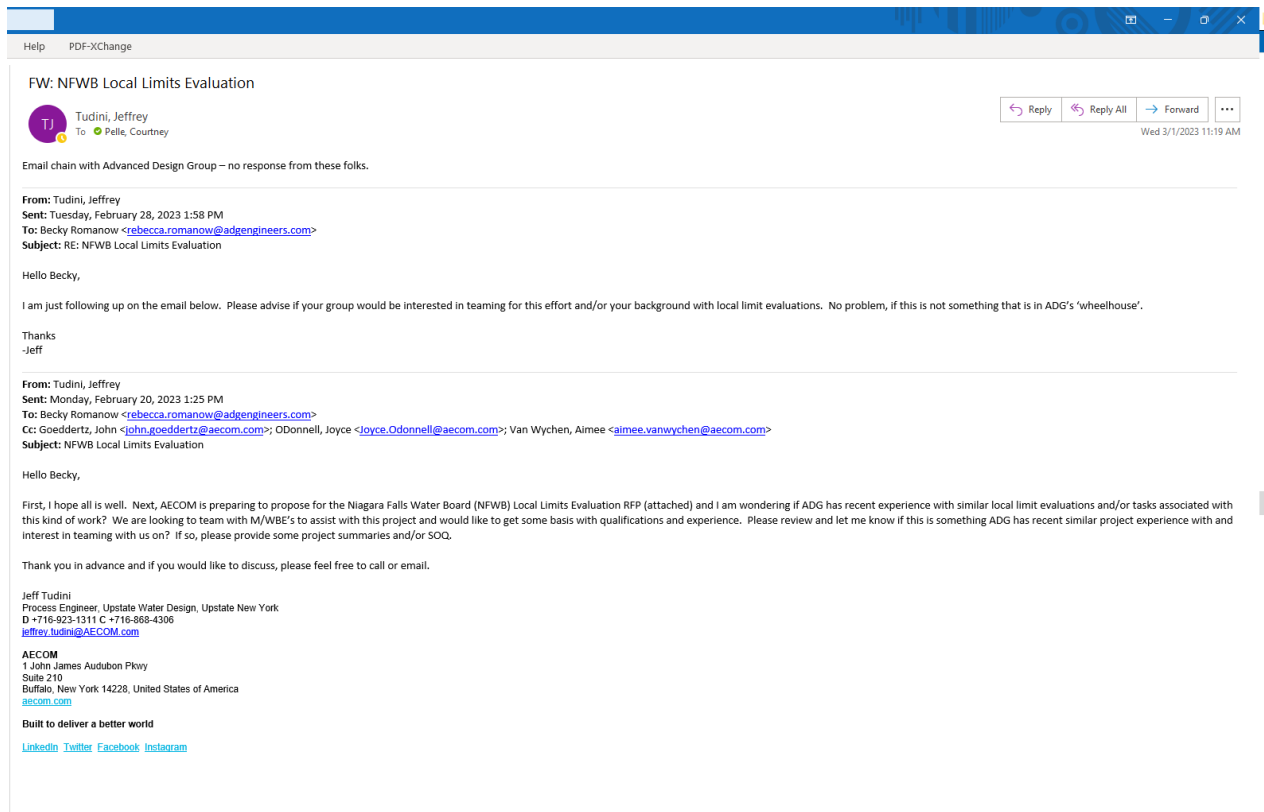 Help PDF-XChange
FW: NFWB Local Limits Evaluation
TJ
Tudini, Jeffrey
To Pelle, Courtney
Reply Reply All Forward ...
Wed 3/1/2023 11:19 AM
Email chain with Advanced Design Group – no response from these folks.
From: Tudini, Jeffrey
Sent: Tuesday, February 28, 2023 1:58 PM
To: Becky Romanow <rebecca.romanow@adgengineers.com>
Subject: RE: NFWB Local Limits Evaluation
Hello Becky,
I am just following up on the email below. Please advise if your group would be interested in teaming for this effort and/or your background with local limit evaluations. No problem, if this is not something that is in ADG's 'wheelhouse'.
Thanks
-Jeff
From: Tudini, Jeffrey
Sent: Monday, February 20, 2023 1:25 PM
To: Becky Romanow <rebecca.romanow@adgengineers.com>
Cc: Goeddertz, John <john.goeddertz@aecom.com>; ODonnell, Joyce <Joyce.Odonnell@aecom.com>; Van Wychen, Aimee <aimee.vanwychen@aecom.com>
Subject: NFWB Local Limits Evaluation
Hello Becky,
First, I hope all is well. Next, AECOM is preparing to propose for the Niagara Falls Water Board (NFWB) Local Limits Evaluation RFP (attached) and I am wondering if ADG has recent experience with similar local limit evaluations and/or tasks associated with
this kind of work? We are looking to team with M/WBE's to assist with this project and would like to get some basis with qualifications and experience. Please review and let me know if this is something ADG has recent similar project experience with and
interest in teaming with us on? If so, please provide some project summaries and/or SOQ.
Thank you in advance and if you would like to discuss, please feel free to call or email.
Jeff Tudini
Process Engineer, Upstate Water Design, Upstate New York
D +716-923-1311 C +716-868-4306
jeffrey.tudini@AECOM.com
AECOM
1 John James Audubon Pkwy
Suite 210
Buffalo, New York 14228, United States of America
aecom.com
Built to deliver a better world
LinkedIn Twitter Facebook Instagram